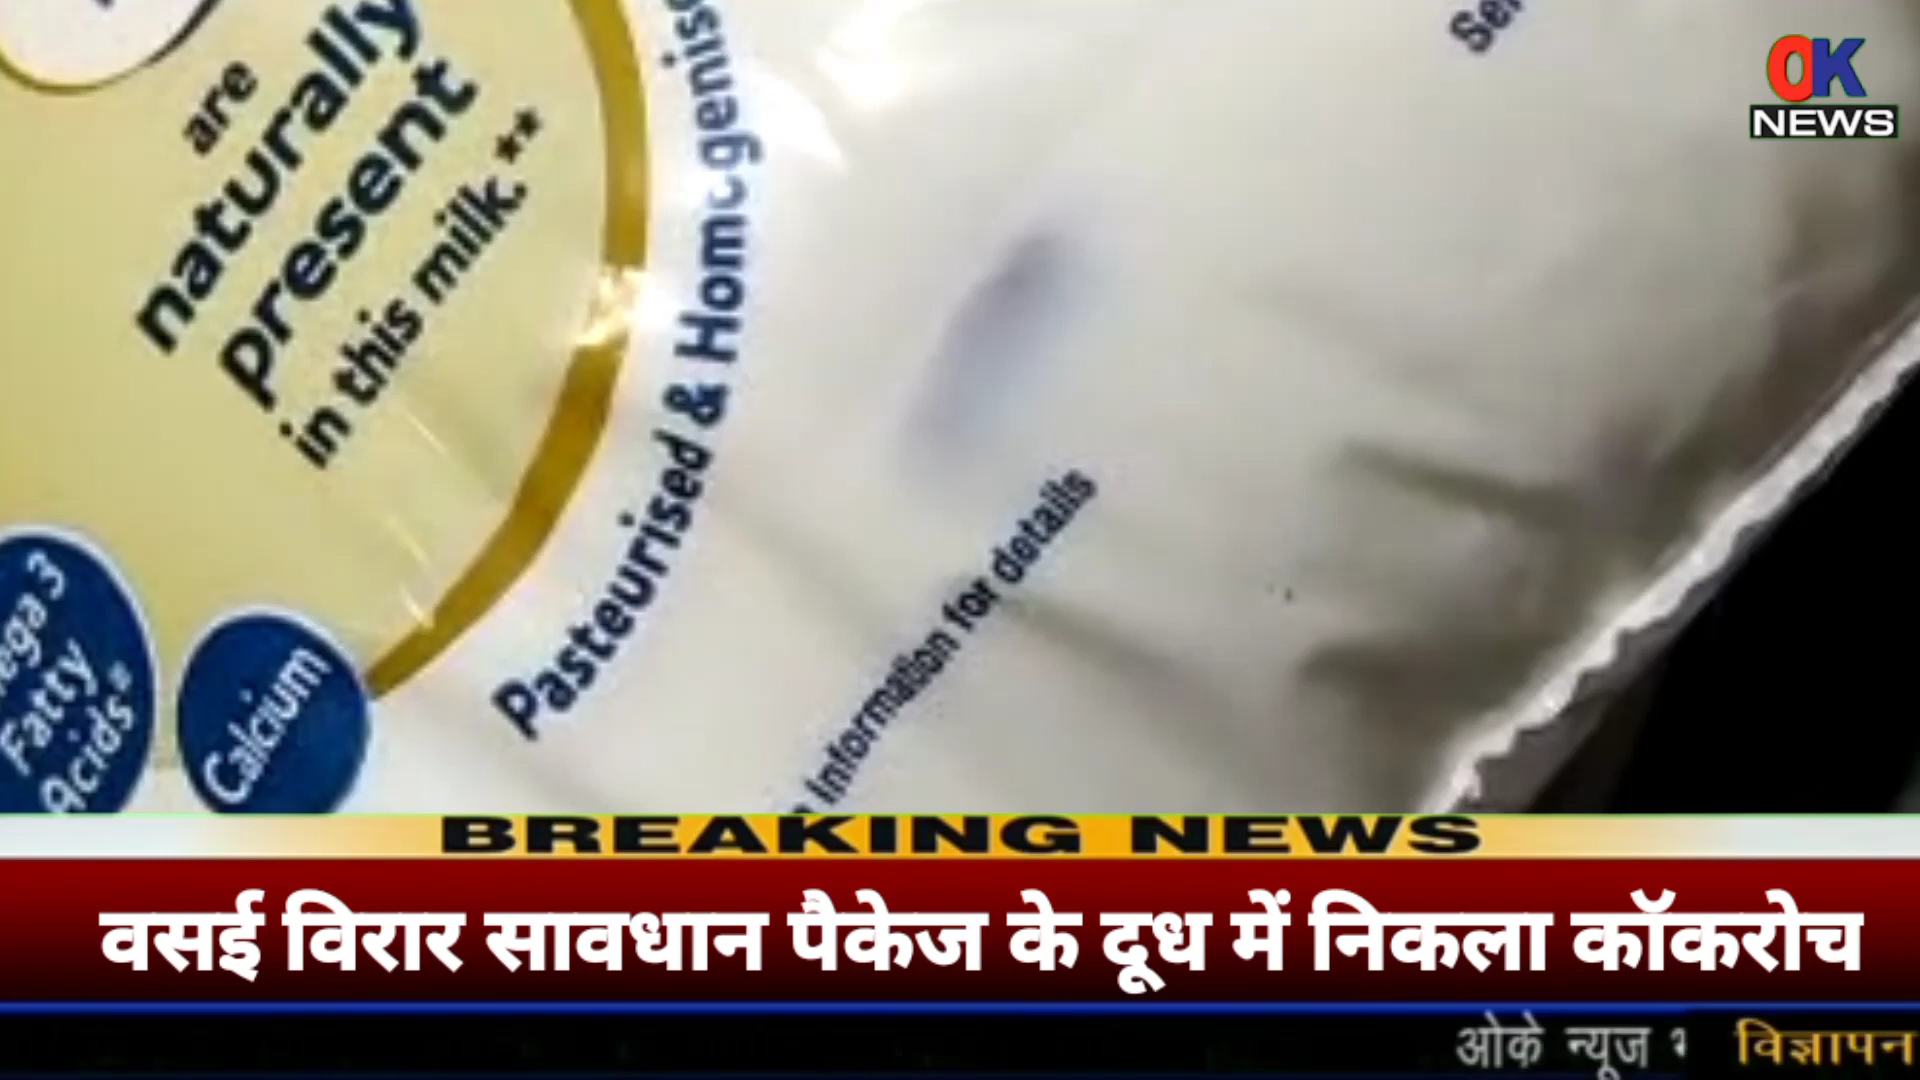 OK
NEWS
are
naturally
present
in this milk.**
Pasteurised &
Fatty
Acids*
Calcium
Information for details
BREAKING NEWS
वसई विरार सावधान पैकेज के दूध में निकला कॉकरोच
ओके न्यूज
विज्ञापन